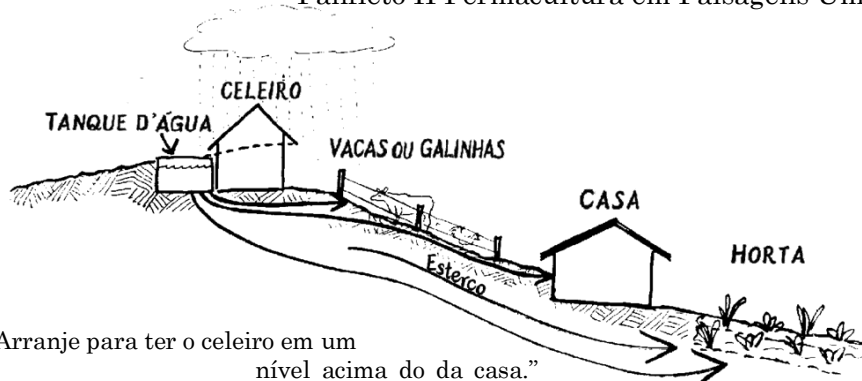 Panfleto II Permacultura em Paisagens
CELEIRO
TANQUE D'ÁGUA
VACAS OU GALINHAS
CASA
HORTA
Esterco
Arranje para ter o celeiro em um
nível acima do da casa.”